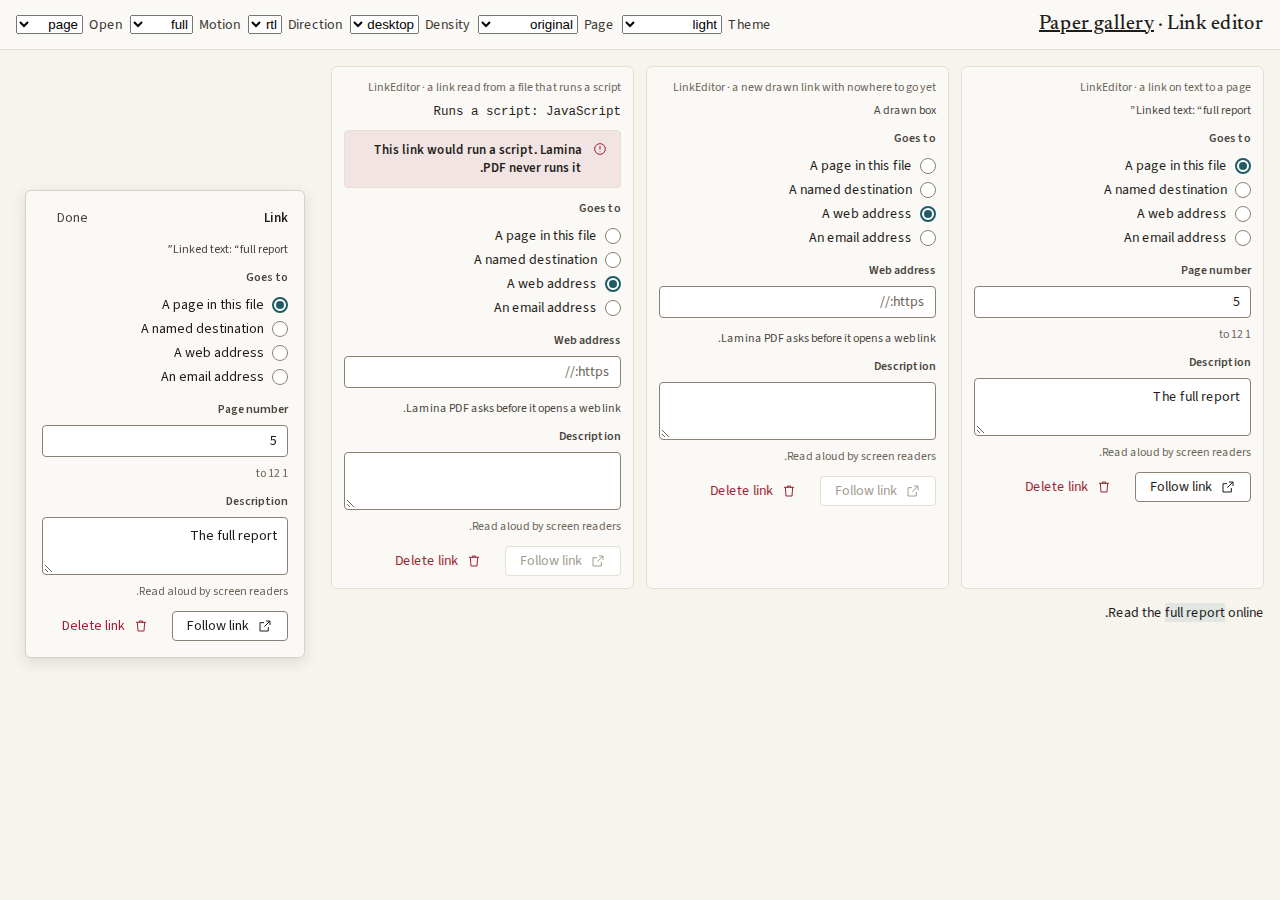 Paper gallery · Link editor
Theme light
Page original
Density desktop
Direction rtl
Motion full
Open page
LinkEditor · a link on text to a page
”Linked text: “full report
Goes to
A page in this file
A named destination
A web address
An email address
Page number
5
to 12 1
Description
The full report
.Read aloud by screen readers
Follow link
Delete link
LinkEditor · a new drawn link with nowhere to go yet
A drawn box
Goes to
A page in this file
A named destination
A web address
An email address
Web address
//:https
.Lamina PDF asks before it opens a web link
Description
.Read aloud by screen readers
Follow link
Delete link
LinkEditor · a link read from a file that runs a script
Runs a script: JavaScript
This link would run a script. Lamina
.PDF never runs it
Goes to
A page in this file
A named destination
A web address
An email address
Web address
//:https
.Lamina PDF asks before it opens a web link
Description
.Read aloud by screen readers
Follow link
Delete link
.Read the full report online
Link
Done
”Linked text: “full report
Goes to
A page in this file
A named destination
A web address
An email address
Page number
5
to 12 1
Description
The full report
.Read aloud by screen readers
Follow link
Delete link